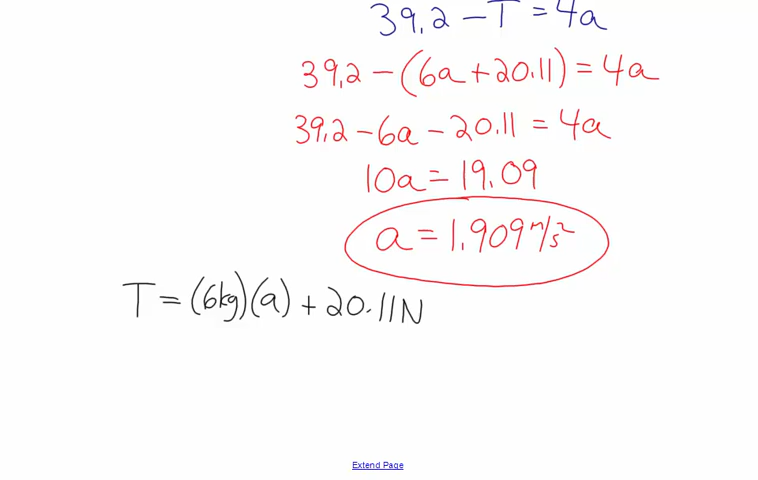 39.2 − T = 4a
39.2 − (6a + 20.11) = 4a
39.2 − 6a − 20.11 = 4a
10a = 19.09
a = 1.909 m/s²
T = (6kg)(a) + 20.11N
Extend Page